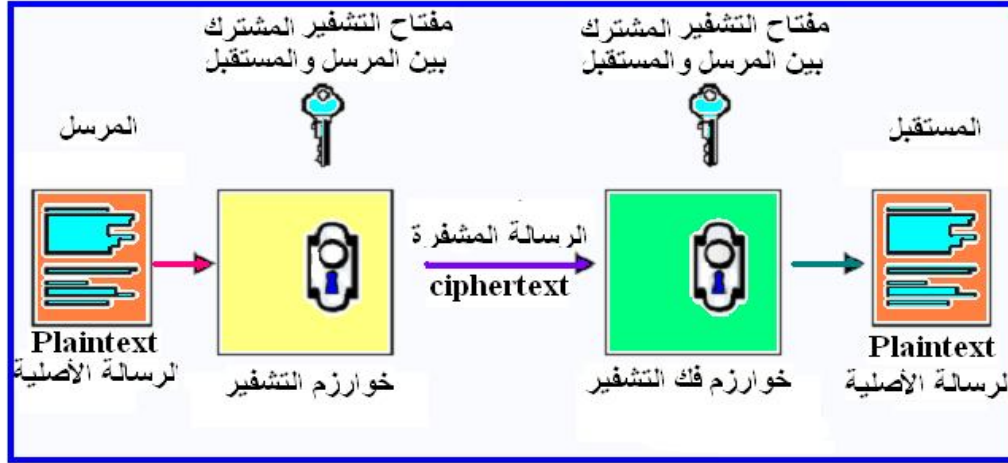 مفتاح التشفير المشترك
بين المرسل والمستقبل
مفتاح التشفير المشترك
بين المرسل والمستقبل
المرسل
المستقبل
الرسالة المشفرة
ciphertext
Plaintext
الرسالة الأصلية
خوارزم التشفير
خوارزم فك التشفير
Plaintext
لرسالة الأصلية